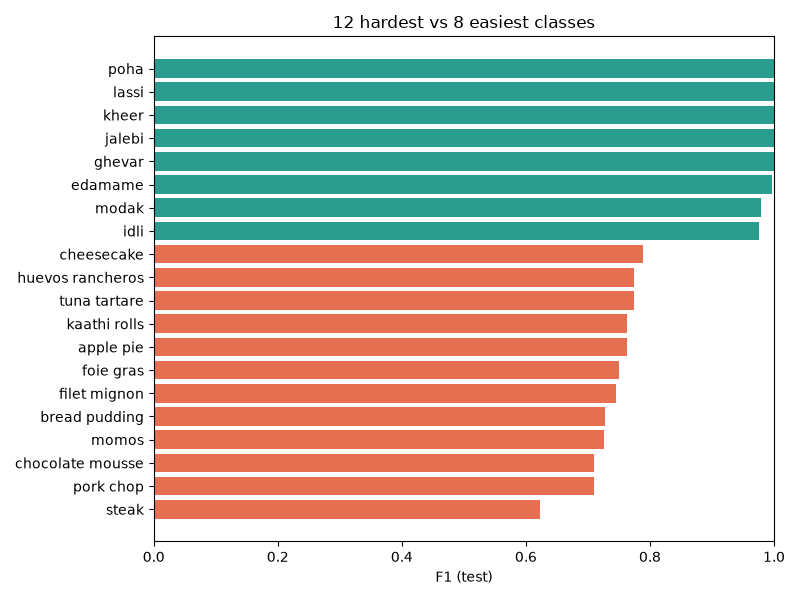 12 hardest vs 8 easiest classes
poha
lassi
kheer
jalebi
ghevar
edamame
modak
idli
cheesecake
huevos rancheros
tuna tartare
kaathi rolls
apple pie
foie gras
filet mignon
bread pudding
momos
chocolate mousse
pork chop
steak
0.0 0.2 0.4 0.6 0.8 1.0
F1 (test)